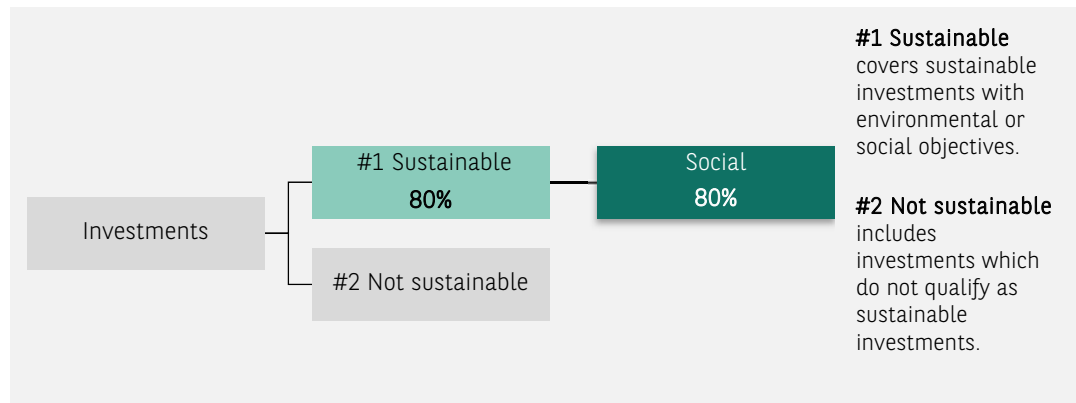 Investments
#1 Sustainable
80%
#2 Not sustainable
Social
80%
#1 Sustainable
covers sustainable
investments with
environmental or
social objectives.
#2 Not sustainable
includes
investments which
do not qualify as
sustainable
investments.